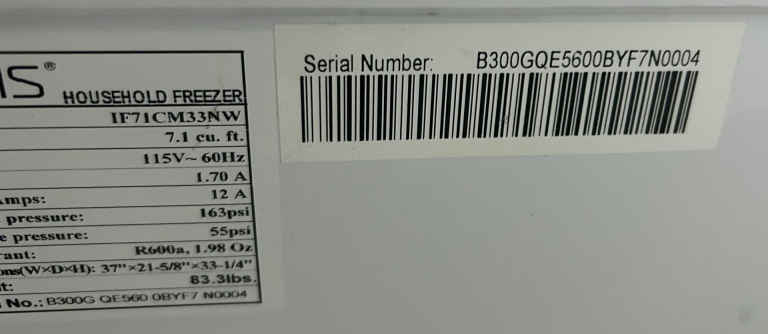 Serial Number: B300GQE5600BYF7N0004
IS®
HOUSEHOLD FREEZER
IF71CM33NW
7.1 cu. ft.
115V~ 60Hz
1.70 A
mps: 12 A
pressure: 163psi
e pressure: 55psi
ant: R600a, 1.98 Oz
ons(W×D×H): 37"×21-5/8"×33-1/4"
t: 83.3lbs.
No.: B300G QE560 0BYF7 N0004